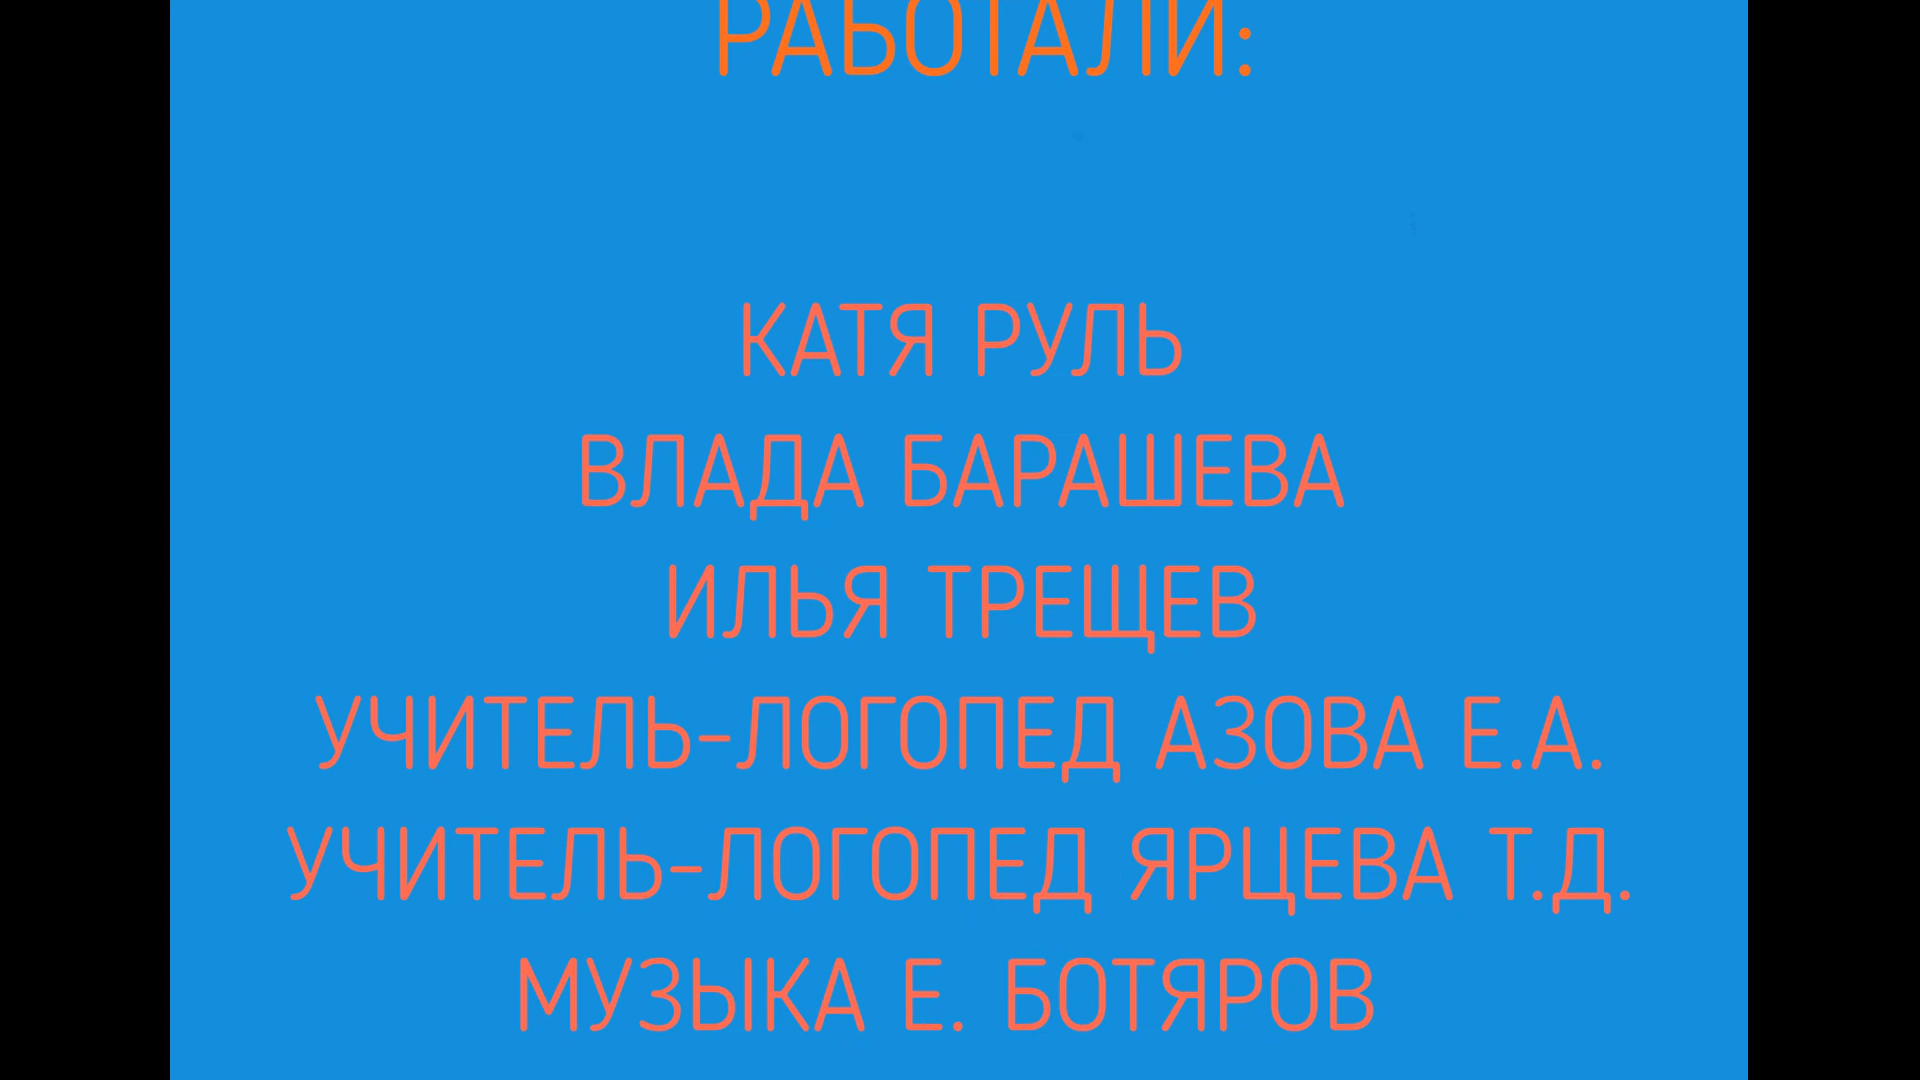 РАБОТАЛИ:
КАТЯ РУЛЬ
ВЛАДА БАРАШЕВА
ИЛЬЯ ТРЕЩЕВ
УЧИТЕЛЬ-ЛОГОПЕД АЗОВА Е.А.
УЧИТЕЛЬ-ЛОГОПЕД ЯРЦЕВА Т.Д.
МУЗЫКА Е. БОТЯРОВ